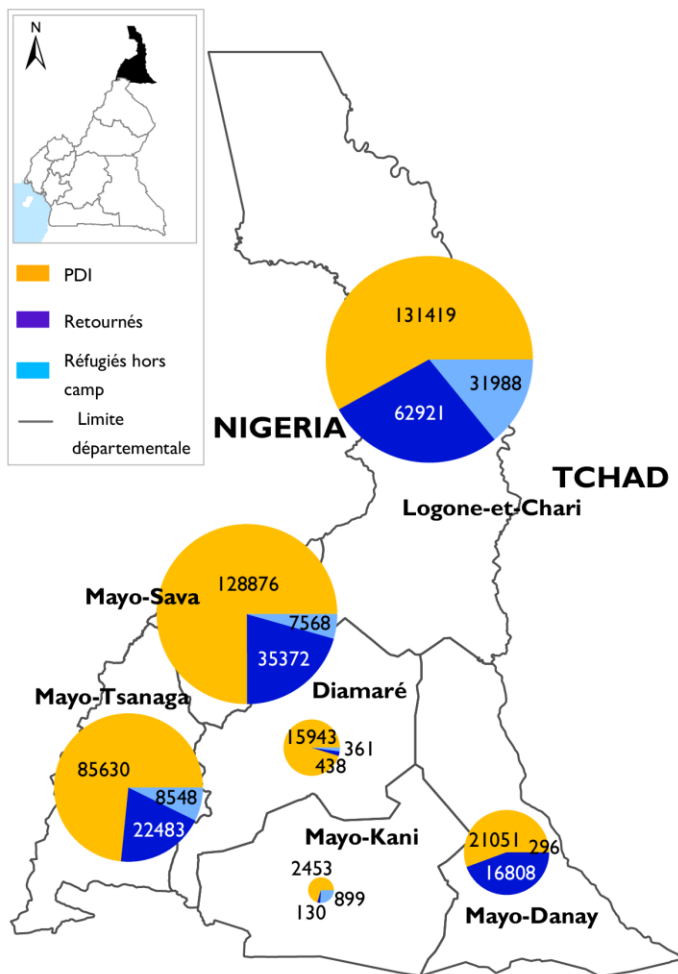 N
PDI
Retournés
Réfugiés hors
camp
Limite
départementale
131419
31988
62921
NIGERIA
TCHAD
Logone-et-Chari
128876
Mayo-Sava
7568
35372
Mayo-Tsanaga
Diamaré
15943
361
438
85630
8548
22483
Mayo-Kani
2453
899
130
21051
296
16808
Mayo-Danay